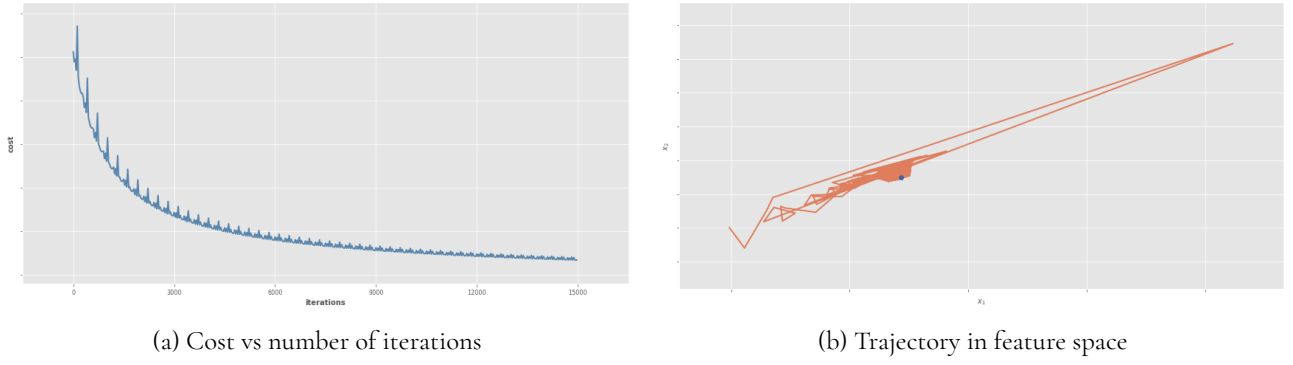 cost
0 3000 6000 9000 12000 15000
iterations
(a) Cost vs number of iterations
x₂
x₁
(b) Trajectory in feature space